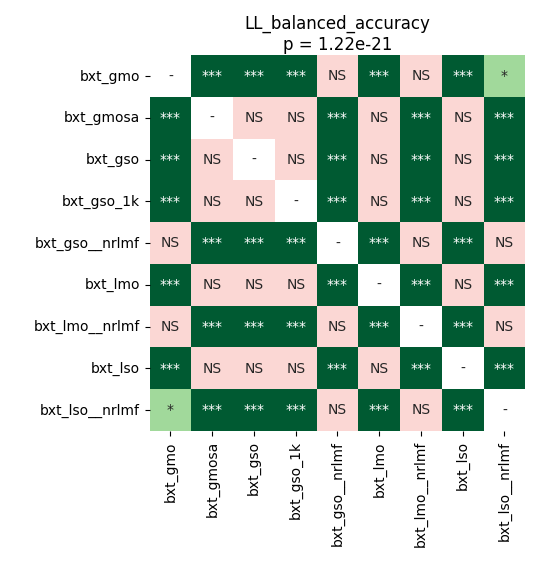 LL_balanced_accuracy
p = 1.22e-21
bxt_gmo - *** *** *** NS *** NS *** *
bxt_gmosa *** - NS NS *** NS *** NS ***
bxt_gso *** NS - NS *** NS *** NS ***
bxt_gso_1k *** NS NS - *** NS *** NS ***
bxt_gso__nrlmf NS *** *** *** - *** NS *** NS
bxt_lmo *** NS NS NS *** - *** NS ***
bxt_lmo__nrlmf NS *** *** *** NS *** - *** NS
bxt_lso *** NS NS NS *** NS *** - ***
bxt_lso__nrlmf * *** *** *** NS *** NS *** -
bxt_gmo
bxt_gmosa
bxt_gso
bxt_gso_1k
bxt_gso__nrlmf
bxt_lmo
bxt_lmo__nrlmf
bxt_lso
bxt_lso__nrlmf